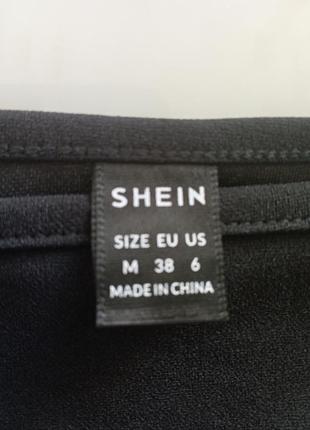 SHEIN
SIZE EU US
M 38 6
MADE IN CHINA